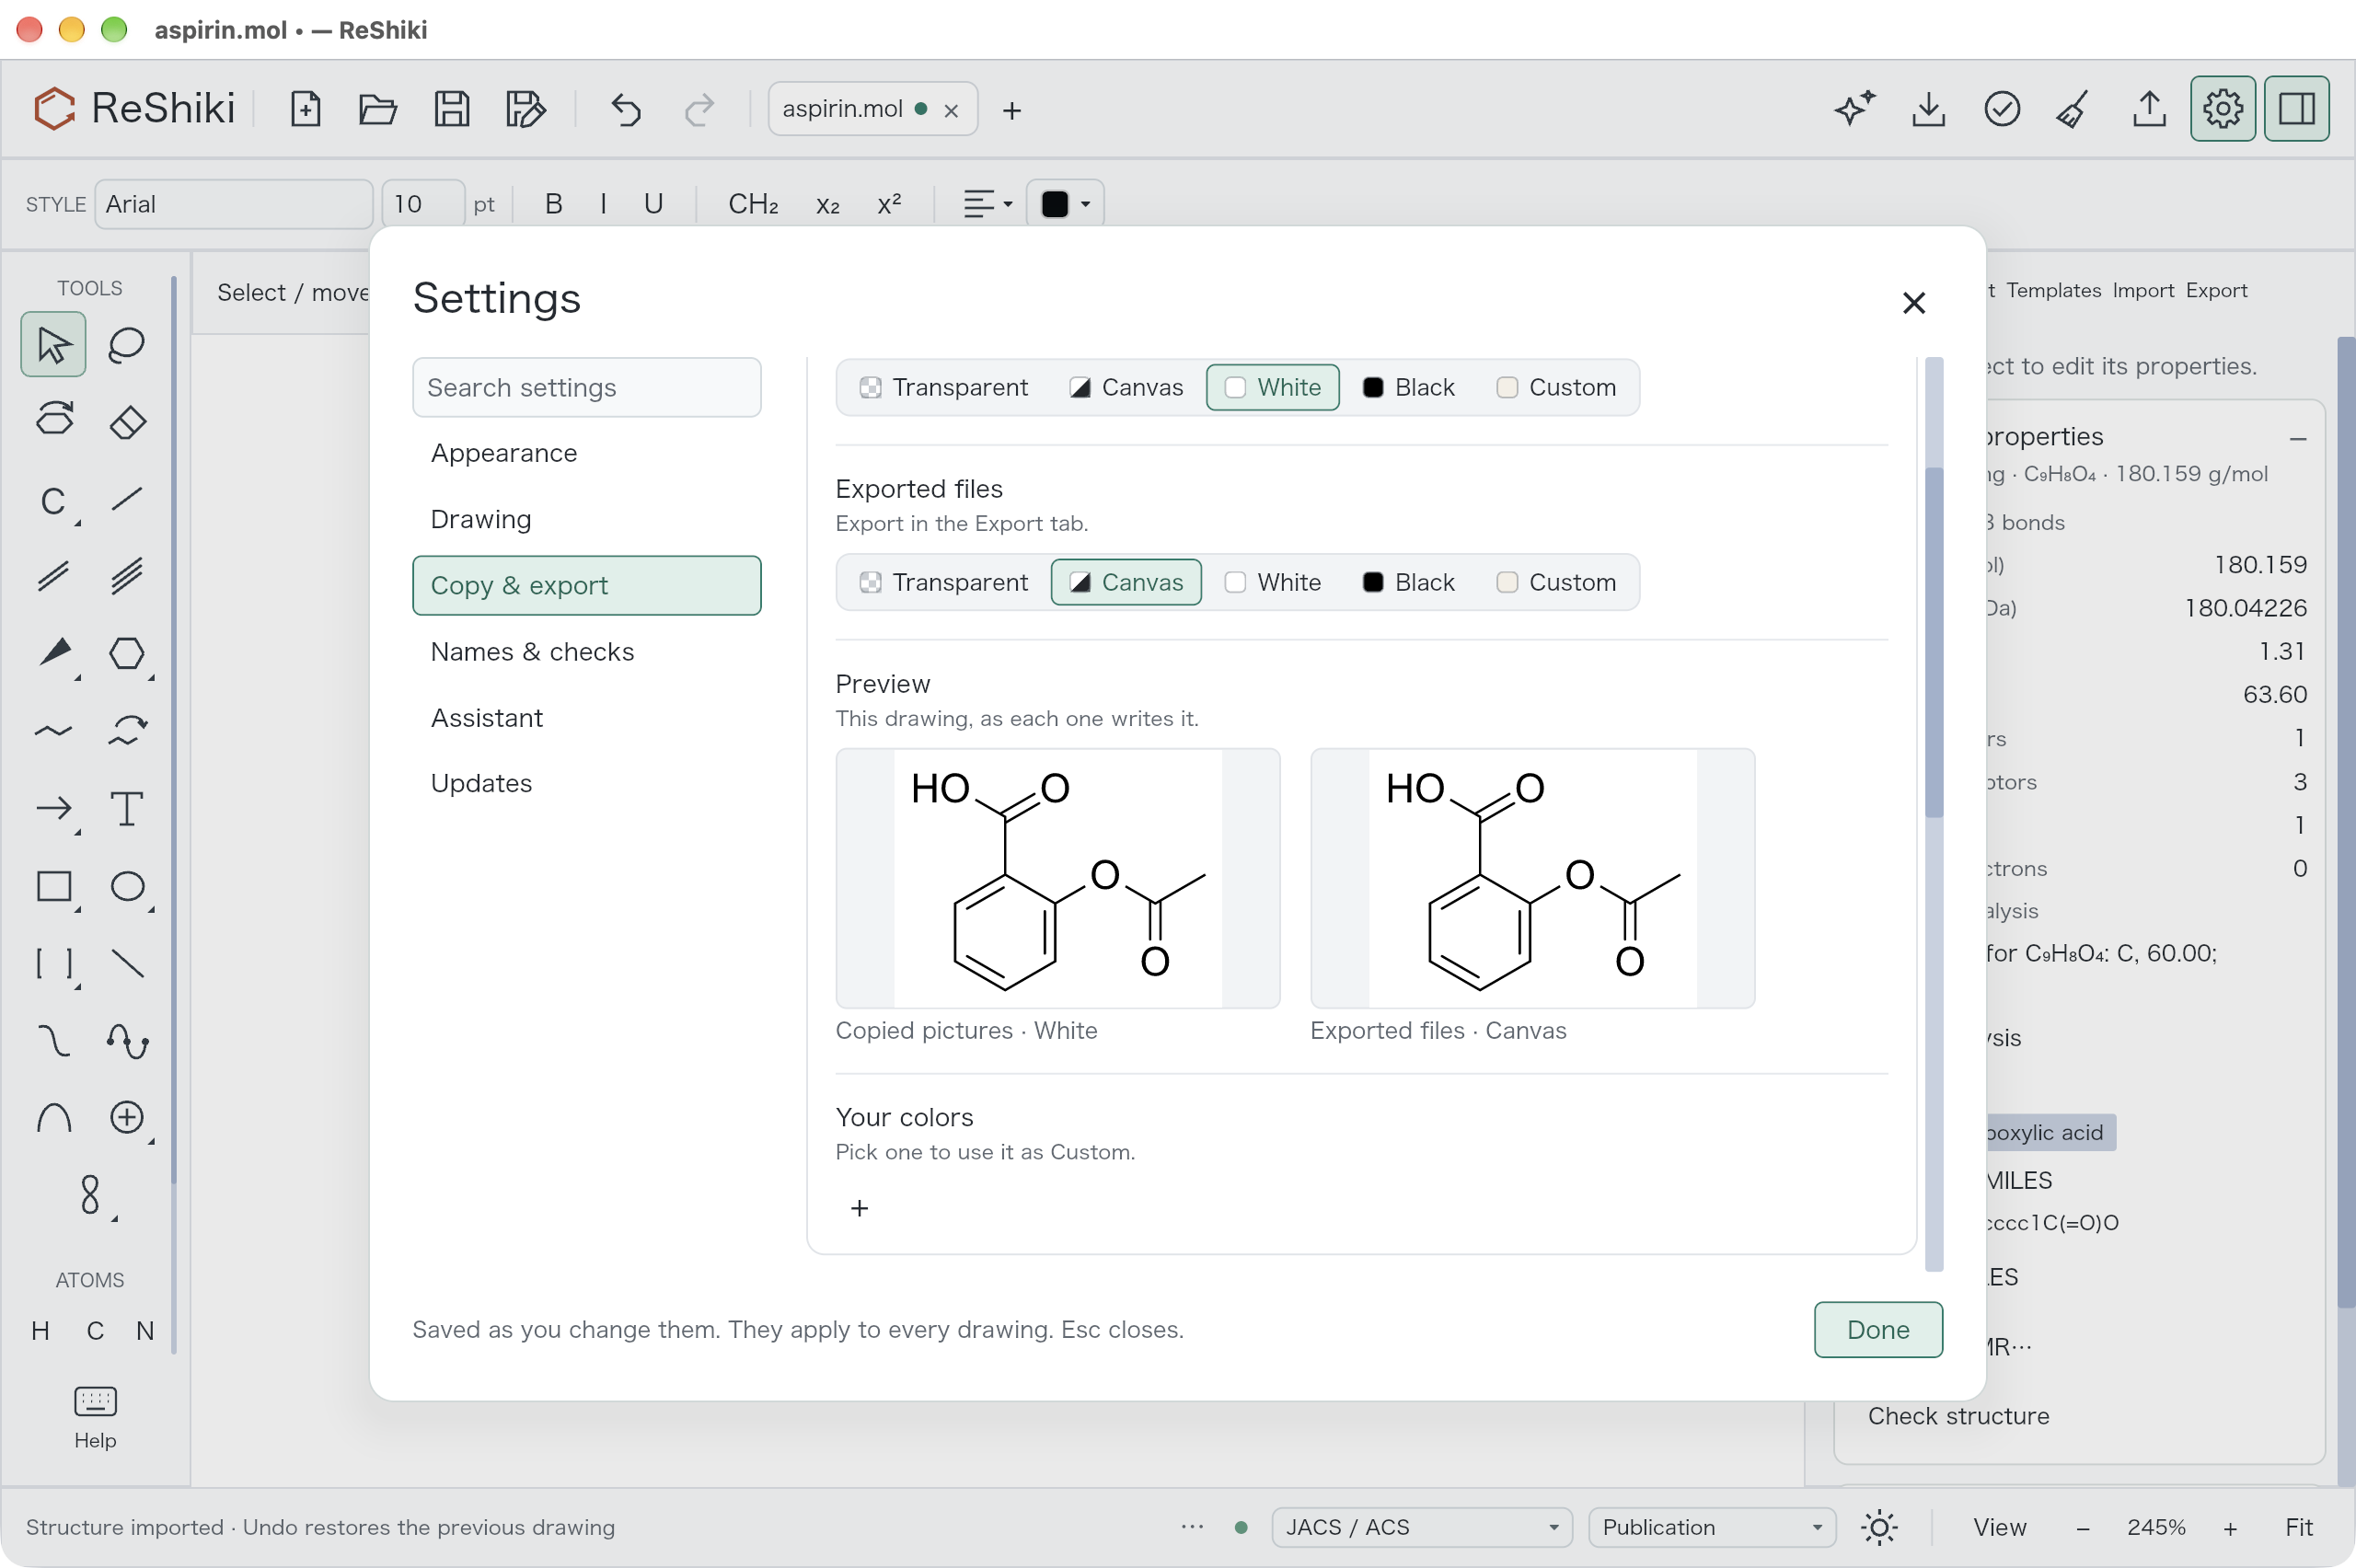 aspirin.mol • — ReShiki
ReShiki
aspirin.mol
STYLE Arial 10 pt B I U CH₂ x₂ x²
TOOLS
Select / move
C
T
ATOMS
H C N
Help
Settings
Search settings
Appearance
Drawing
Copy & export
Names & checks
Assistant
Updates
Transparent Canvas White Black Custom
Exported files
Export in the Export tab.
Transparent Canvas White Black Custom
Preview
This drawing, as each one writes it.
HO O O O
HO O O O
Copied pictures · White
Exported files · Canvas
Your colors
Pick one to use it as Custom.
+
Saved as you change them. They apply to every drawing. Esc closes.
Done
Templates Import Export
to edit its properties.
properties
· C₉H₈O₄ · 180.159 g/mol
bonds
180.159
180.04226
1.31
63.60
1
3
1
0
for C₉H₈O₄: C, 60.00;
acid
cccc1C(=O)O
Check structure
Structure imported · Undo restores the previous drawing
··· JACS / ACS Publication View − 245% + Fit